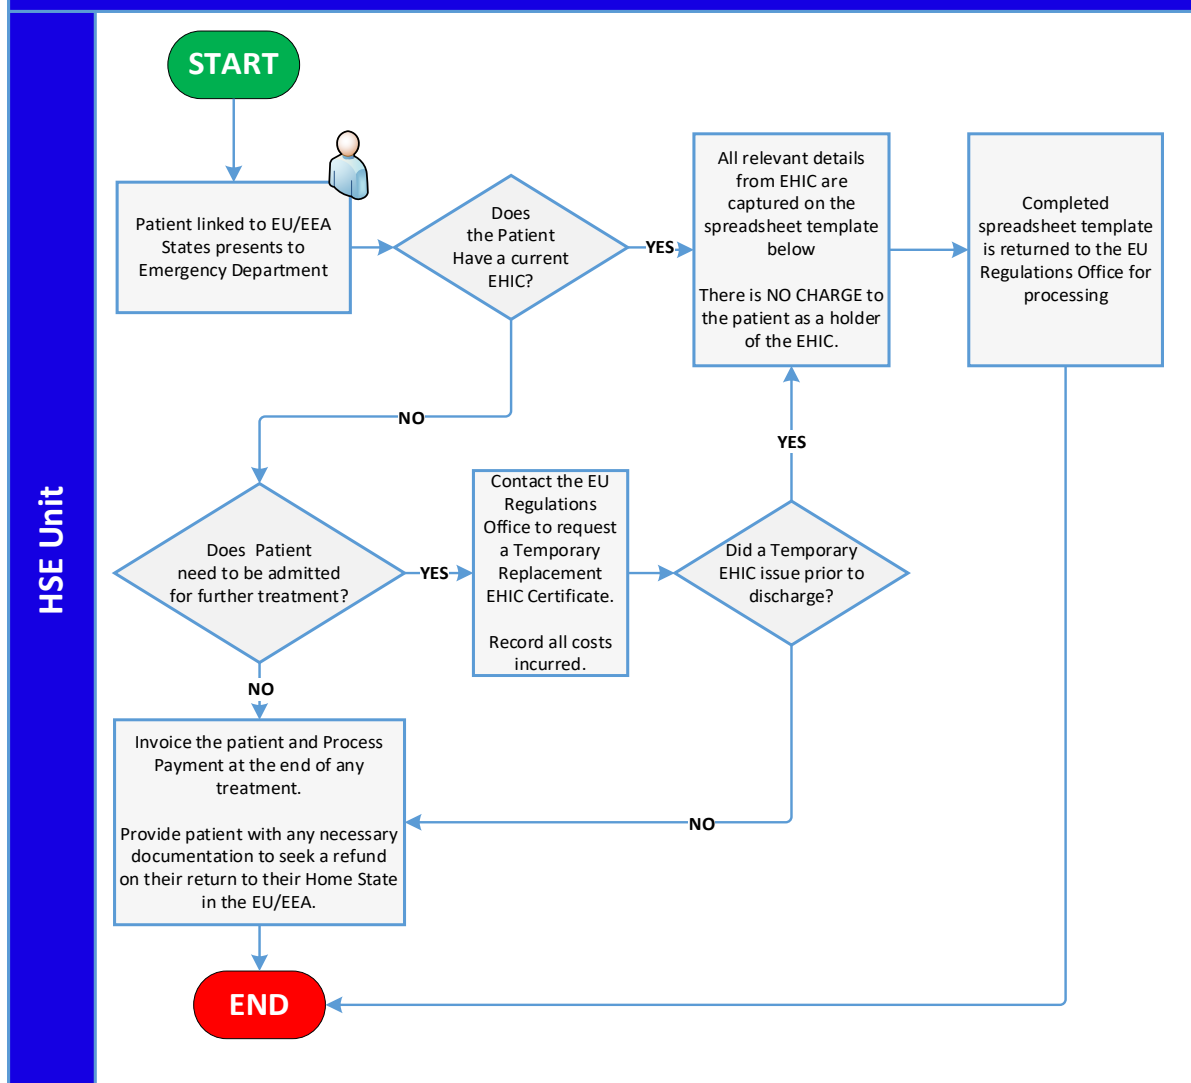 START
Patient linked to EU/EEA
States presents to
Emergency Department
Does
the Patient
Have a current
EHIC?
YES
All relevant details
from EHIC are
captured on the
spreadsheet template
below
There is NO CHARGE to
the patient as a holder
of the EHIC.
Completed
spreadsheet template
is returned to the EU
Regulations Office for
processing
NO
HSE Unit
Does Patient
need to be admitted
for further treatment?
YES
Contact the EU
Regulations
Office to request
a Temporary
Replacement
EHIC Certificate.
Record all costs
incurred.
Did a Temporary
EHIC issue prior to
discharge?
YES
NO
NO
Invoice the patient and Process
Payment at the end of any
treatment.
Provide patient with any necessary
documentation to seek a refund
on their return to their Home State
in the EU/EEA.
END